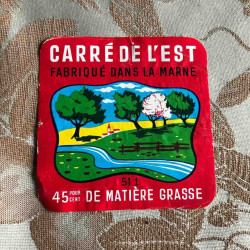 CARRÉ DE L'EST
FABRIQUÉ DANS LA MARNE
51 L
45 POUR CENT DE MATIÈRE GRASSE